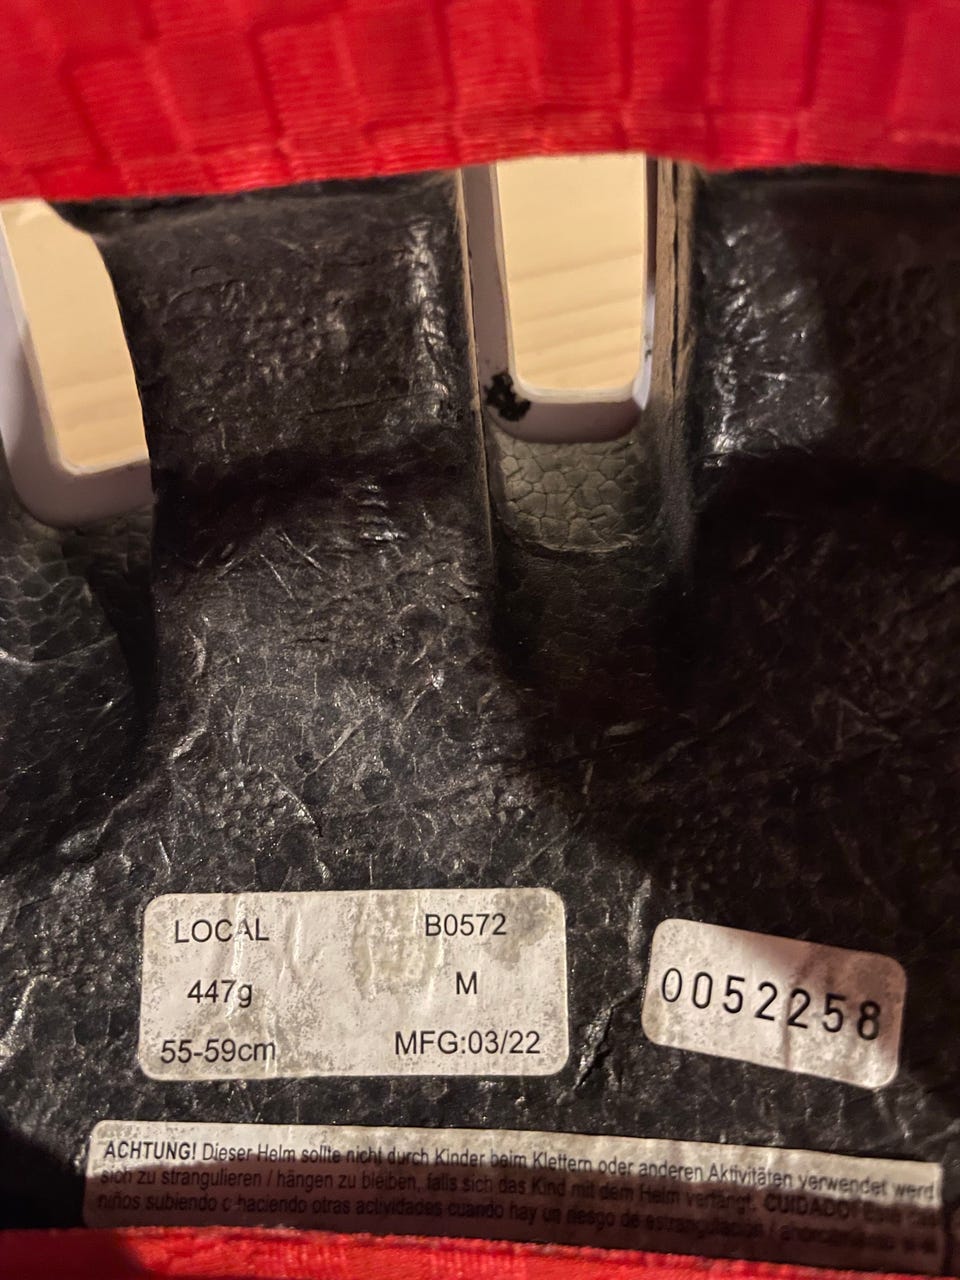 LOCAL B0572
447g M
55-59cm MFG:03/22
0052258
ACHTUNG! Dieser Helm sollte nicht durch Kinder beim Klettern oder anderen Aktivitäten verwendet werd
sich zu strangulieren / hängen zu bleiben, falls sich das Kind mit dem Helm verfängt. CUIDADO!
niños subiendo o haciendo otras actividades cuando hay un riesgo de estrangulación /